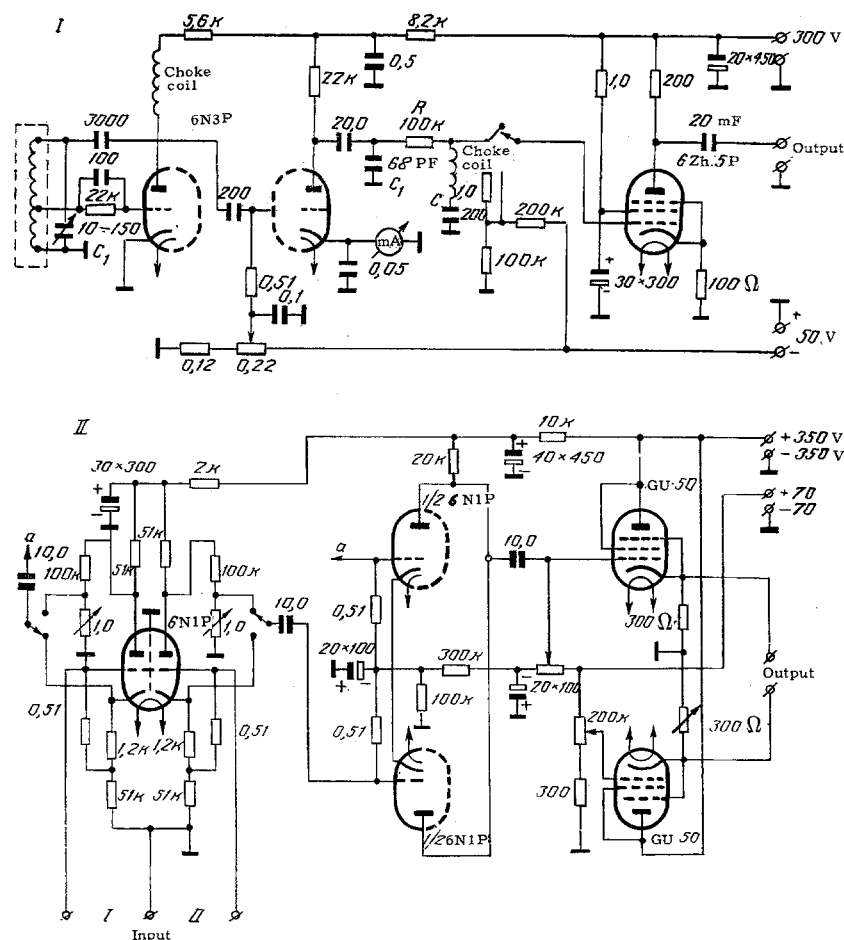 I
5,6к
8,2к
300 V
Choke
coil
22к
0,5
1,0
200
20×450
3000
6N3P
R
100к
20,0
20 mF
Output
100
68 PF
Choke
coil
6Zh.5P
22к
200
C₁
C
1,0
200
200к
10÷150
C₁
mA
0,05
30×300
100 Ω
0,51
0,1
100к
+
50 V
−
0,12
0,22
II
10к
+350 V
−350 V
30×300
2к
20к
40×450
+70
−70
GU 50
1/2 6N1P
а
10,0
51к
51к
100к
100к
а
10,0
6N1P
1,0
1,0
10,0
0,51
300 Ω
20×100
300к
20×100
Output
0,51
0,51
1,2к
1,2к
0,51
100к
200к
300 Ω
51к
51к
300
1/26N1P
GU 50
I
II
Input